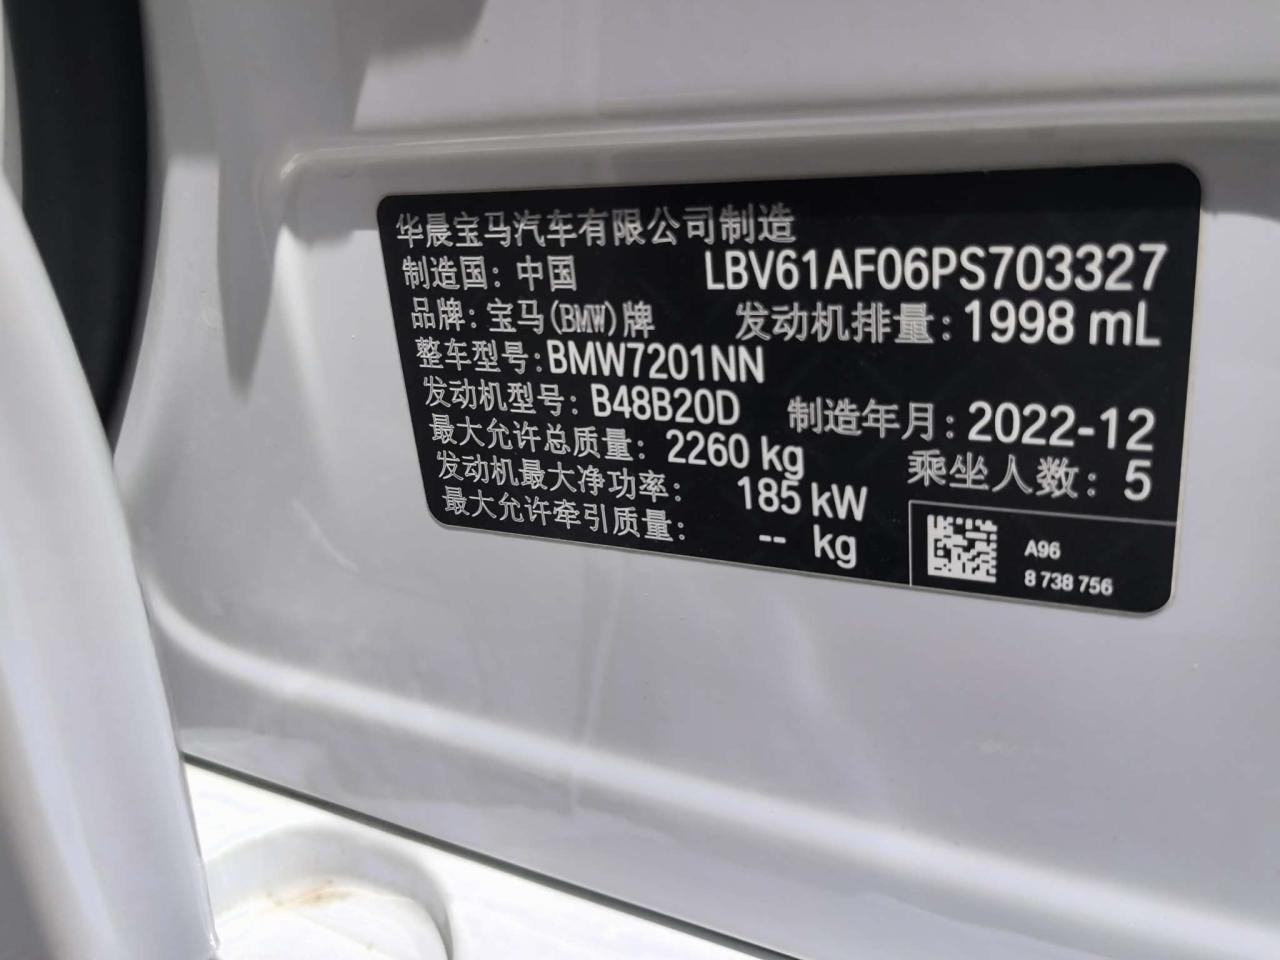 华晨宝马汽车有限公司制造
制造国：中国 LBV61AF06PS703327
品牌：宝马(BMW)牌 发动机排量：1998 mL
整车型号：BMW7201NN
发动机型号：B48B20D 制造年月：2022-12
最大允许总质量：2260 kg 乘坐人数：5
发动机最大净功率：185 kW
最大允许牵引质量：-- kg
A96
8 738 756